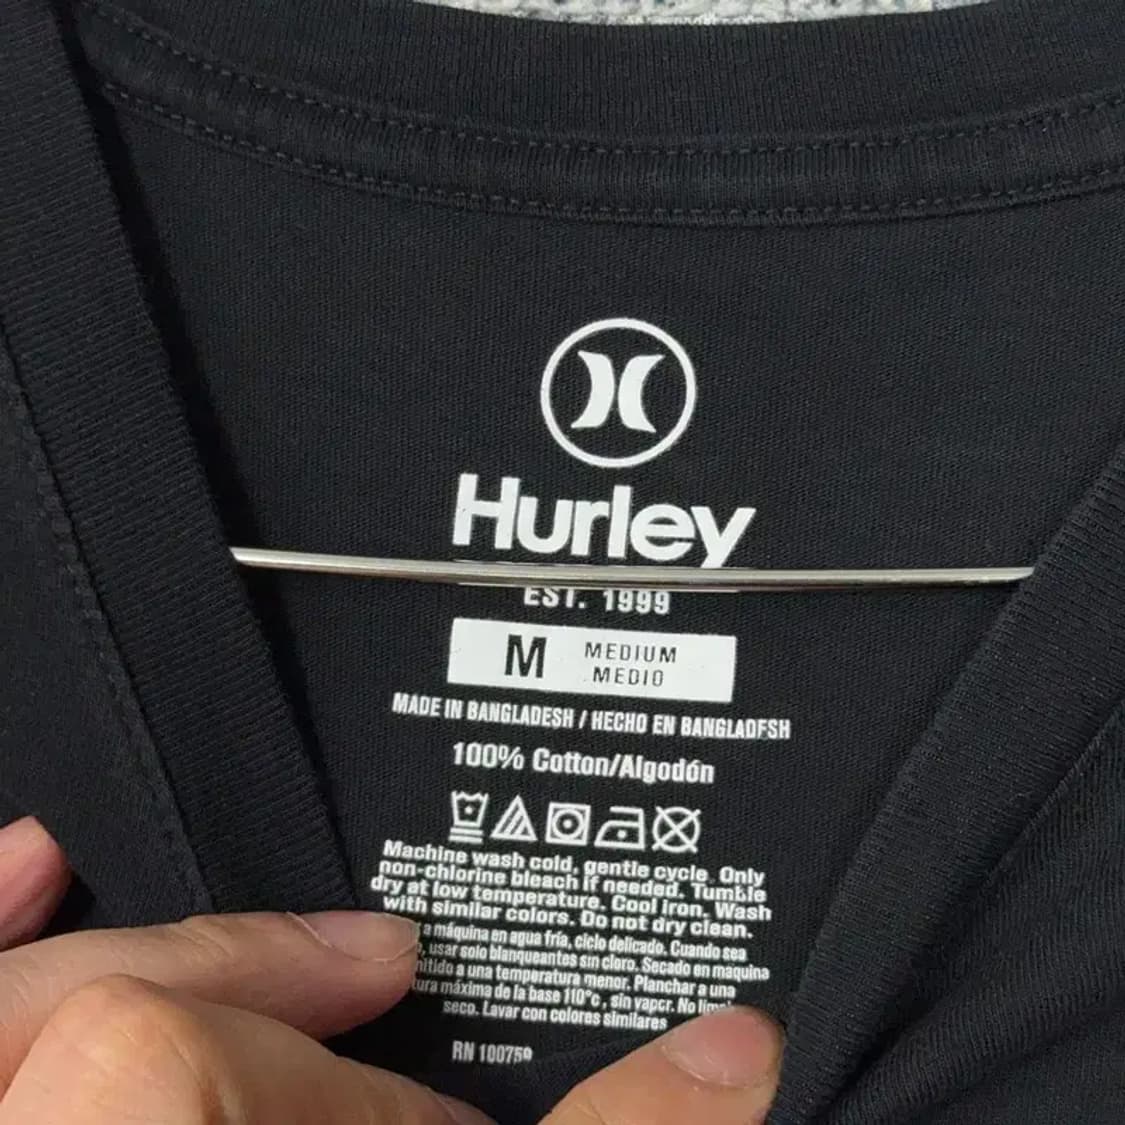 Hurley
EST. 1999
M
MEDIUM
MEDIO
MADE IN BANGLADESH / HECHO EN BANGLADESH
100% Cotton/Algodón
Machine wash cold, gentle cycle. Only
non-chlorine bleach if needed. Tumble
dry at low temperature. Cool iron. Wash
with similar colors. Do not dry clean.
a máquina en agua fría, ciclo delicado. Cuando sea
usar solo blanqueantes sin cloro. Secado en maquina
a una temperatura menor. Planchar a una
máxima de la base 110°c, sin vapor. No
seco. Lavar con colores similares
RN 100759